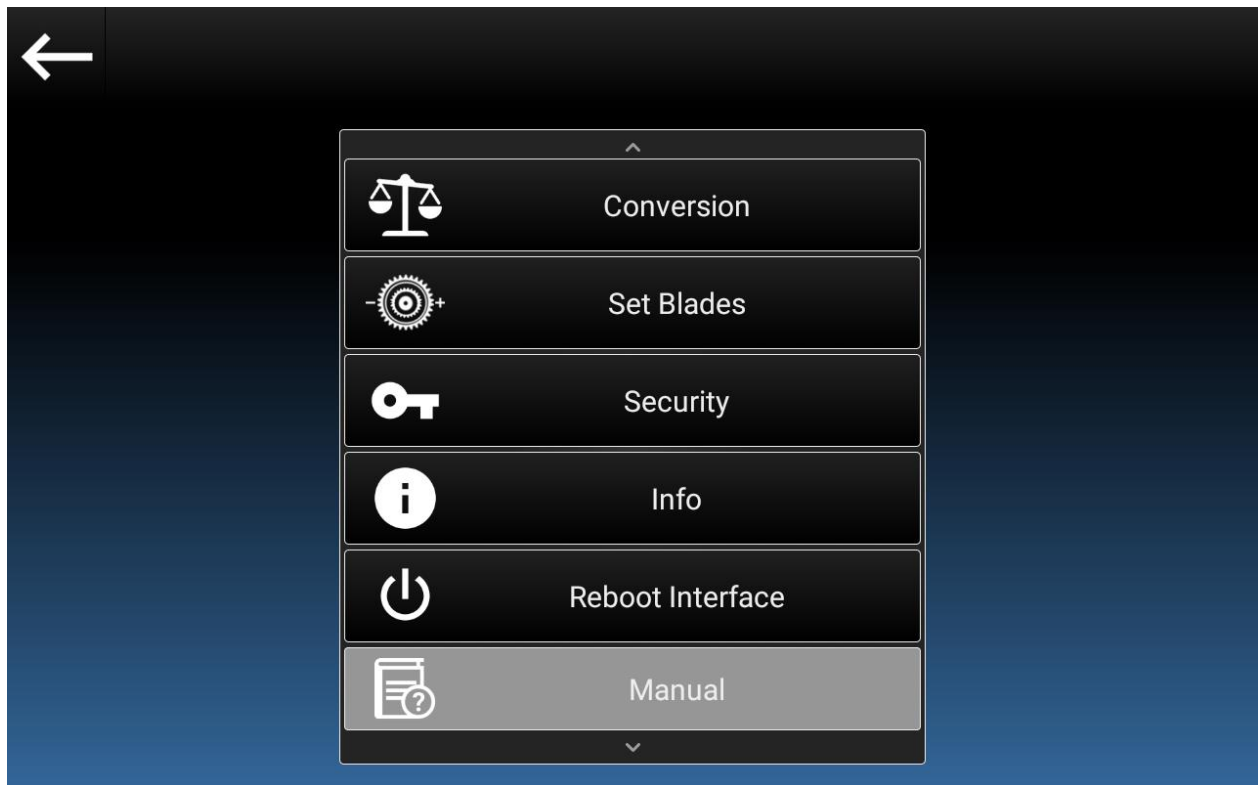 Conversion
Set Blades
Security
Info
Reboot Interface
Manual